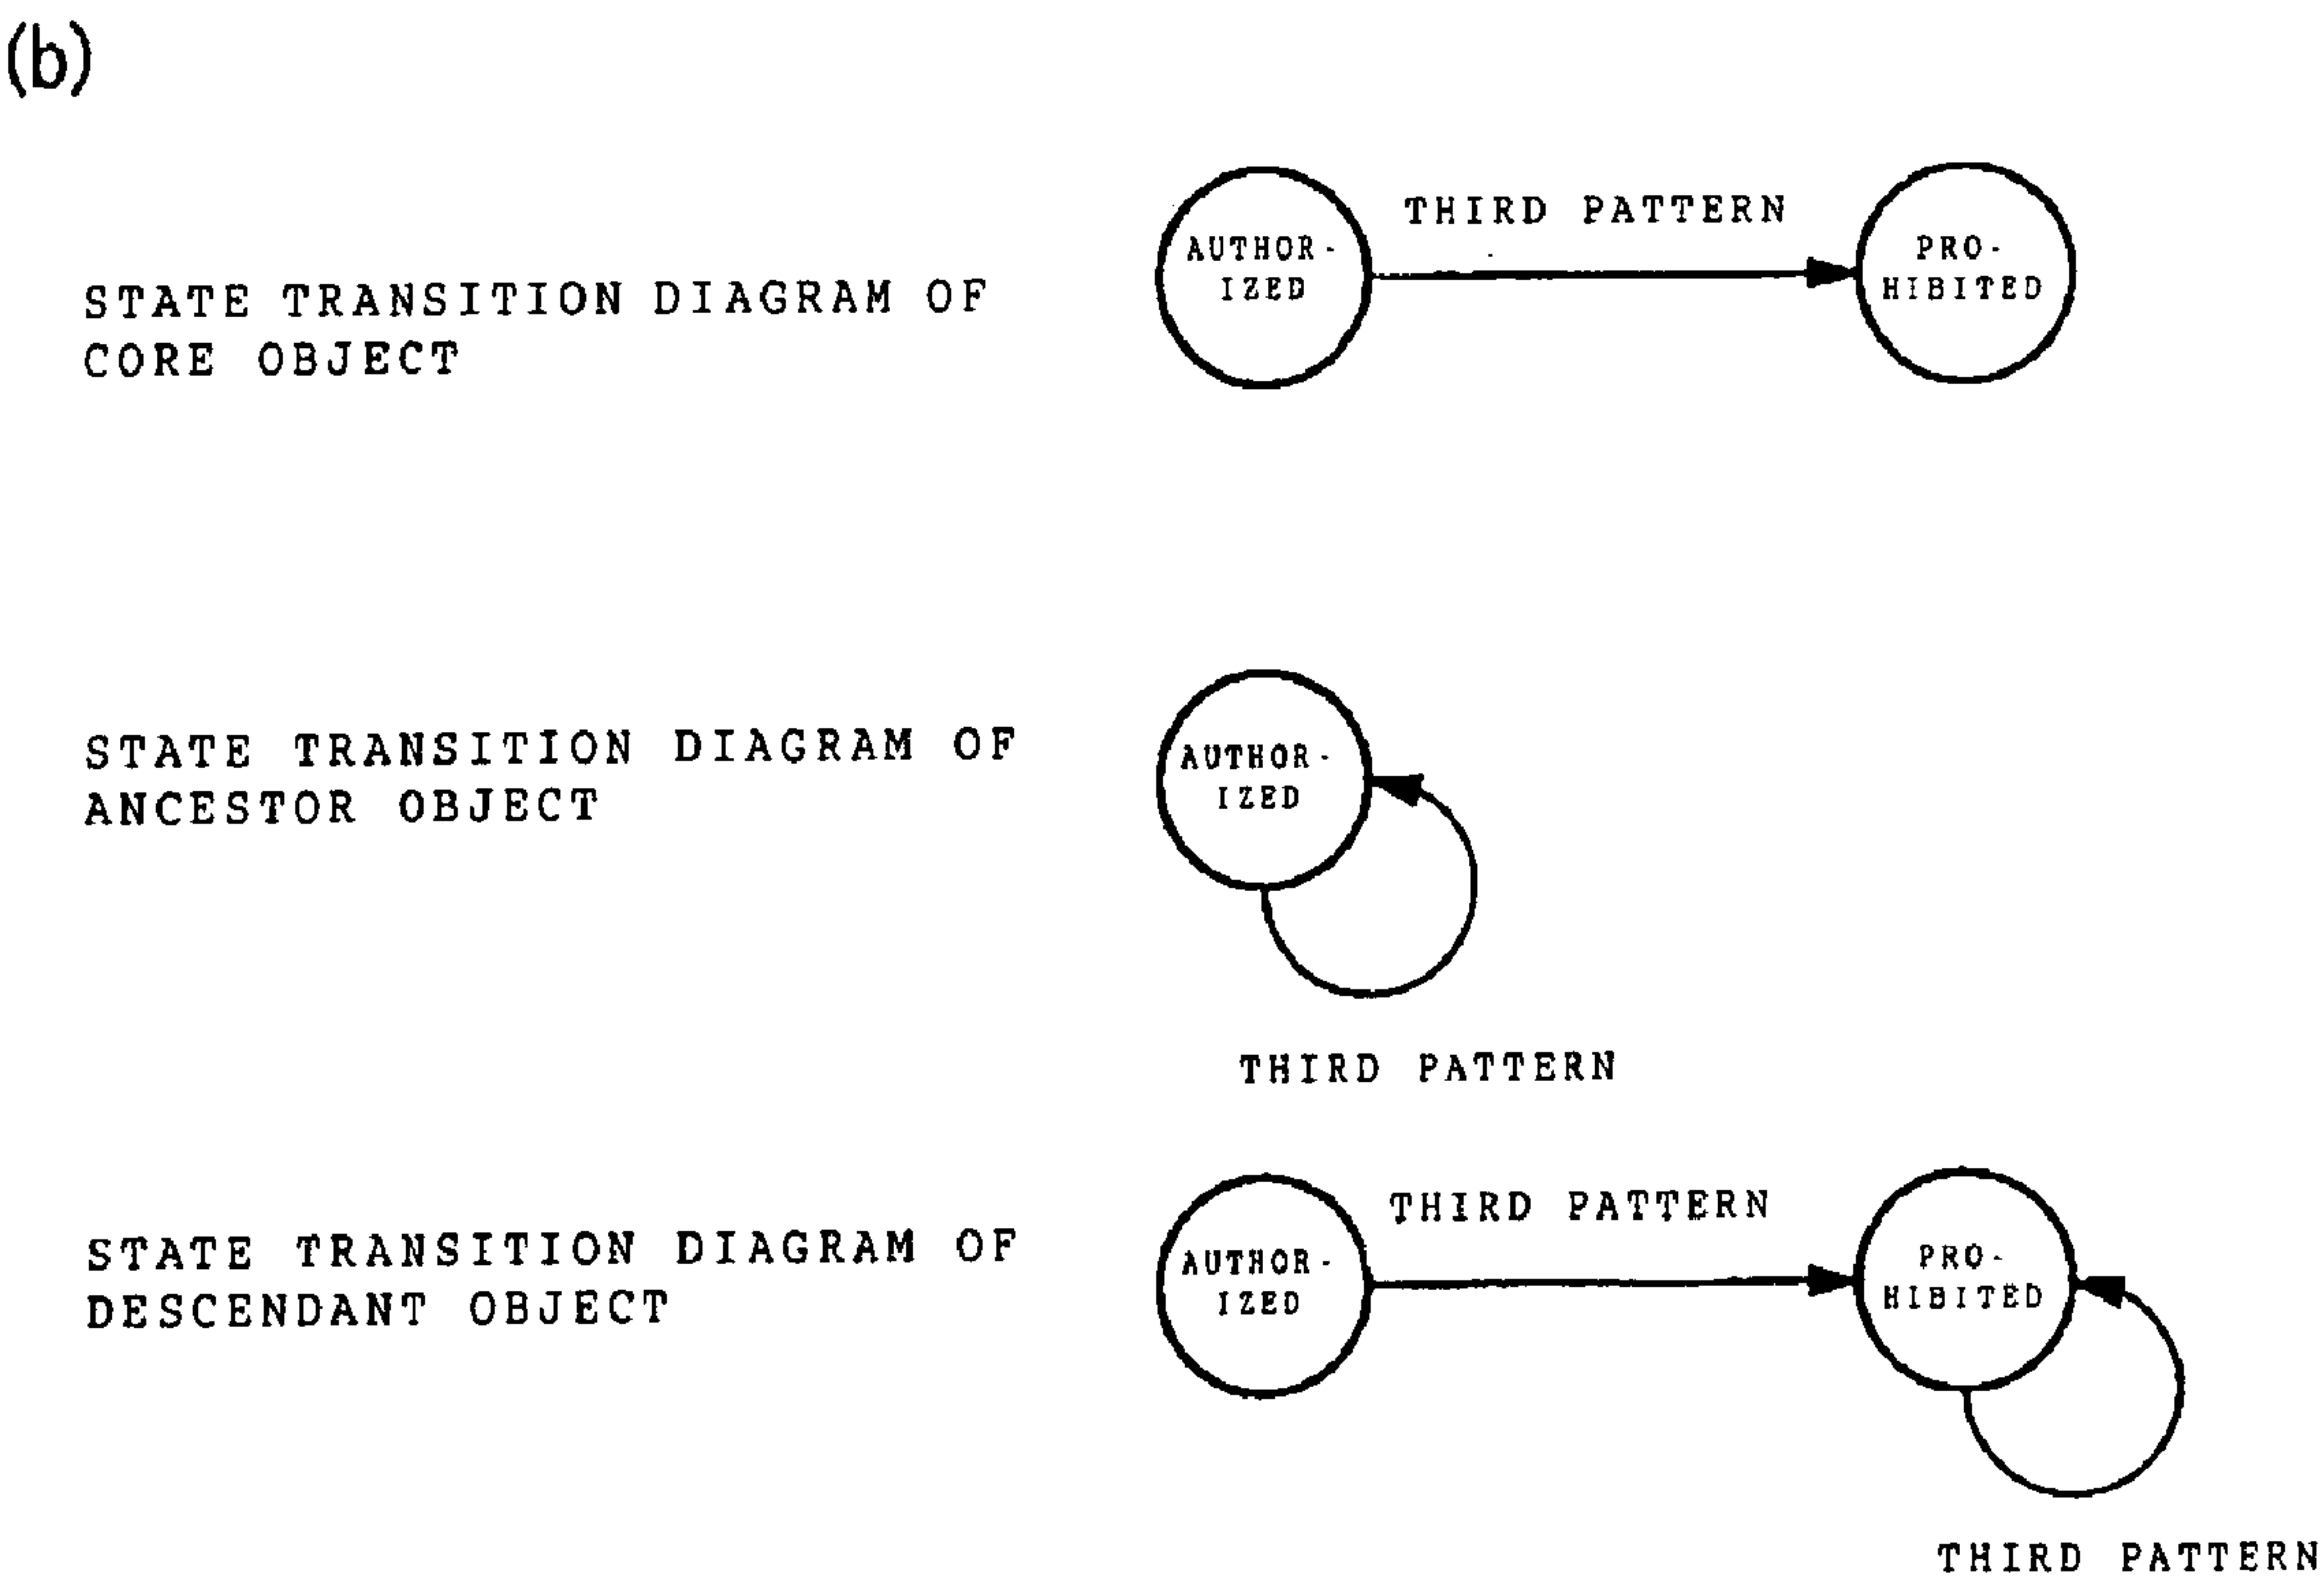 (b)
STATE TRANSITION DIAGRAM OF
CORE OBJECT
AUTHOR-
IZED
THIRD PATTERN
PRO-
HIBITED
STATE TRANSITION DIAGRAM OF
ANCESTOR OBJECT
AUTHOR-
IZED
THIRD PATTERN
STATE TRANSITION DIAGRAM OF
DESCENDANT OBJECT
AUTHOR-
IZED
THIRD PATTERN
PRO-
HIBITED
THIRD PATTERN